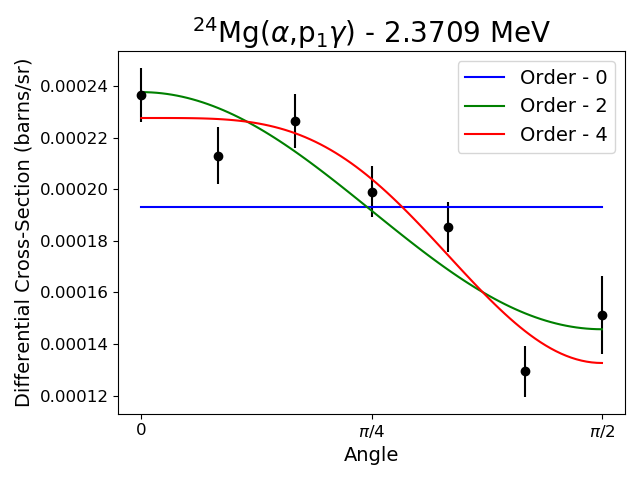 ²⁴Mg(α,p₁γ) - 2.3709 MeV
Differential Cross-Section (barns/sr)
0.00024
0.00022
0.00020
0.00018
0.00016
0.00014
0.00012
Order - 0
Order - 2
Order - 4
0
π/4
π/2
Angle